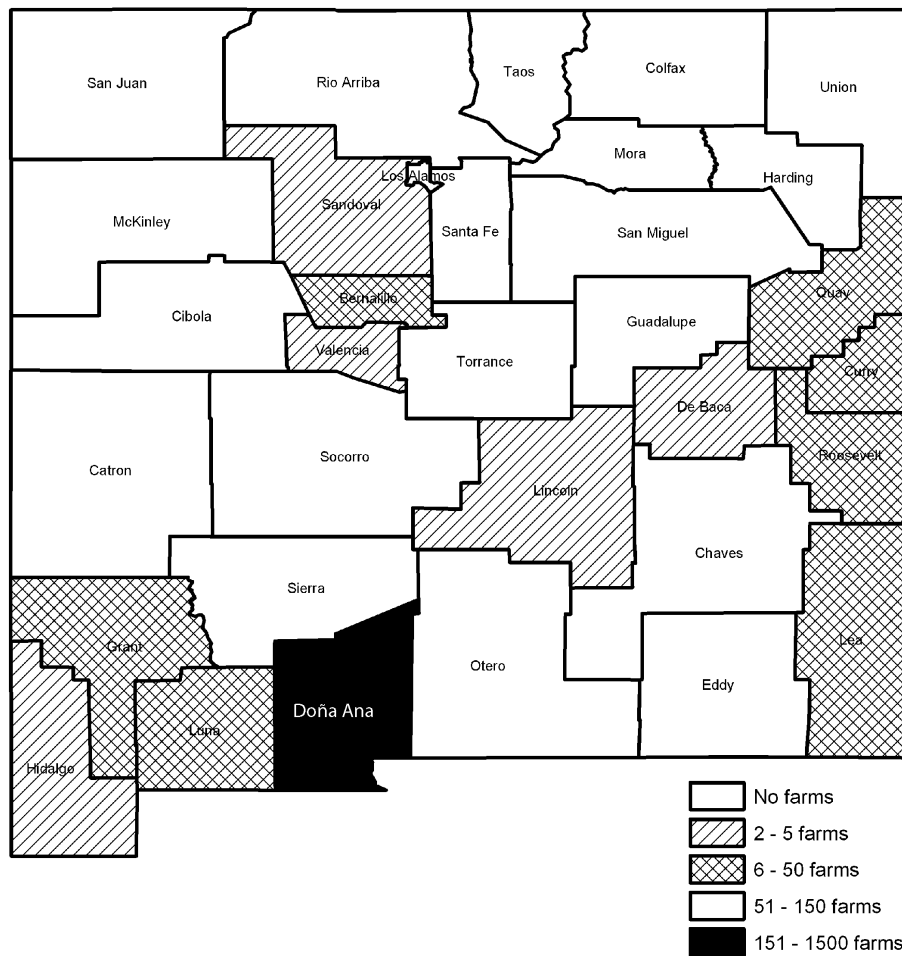 San Juan
Rio Arriba
Taos
Colfax
Union
Mora
Harding
Los Alamos
Sandoval
McKinley
Santa Fe
San Miguel
Quay
Bernalillo
Cibola
Guadalupe
Valencia
Torrance
Curry
De Baca
Roosevelt
Socorro
Catron
Lincoln
Chaves
Sierra
Grant
Otero
Eddy
Lea
Doña Ana
Luna
Hidalgo
No farms
2 - 5 farms
6 - 50 farms
51 - 150 farms
151 - 1500 farms